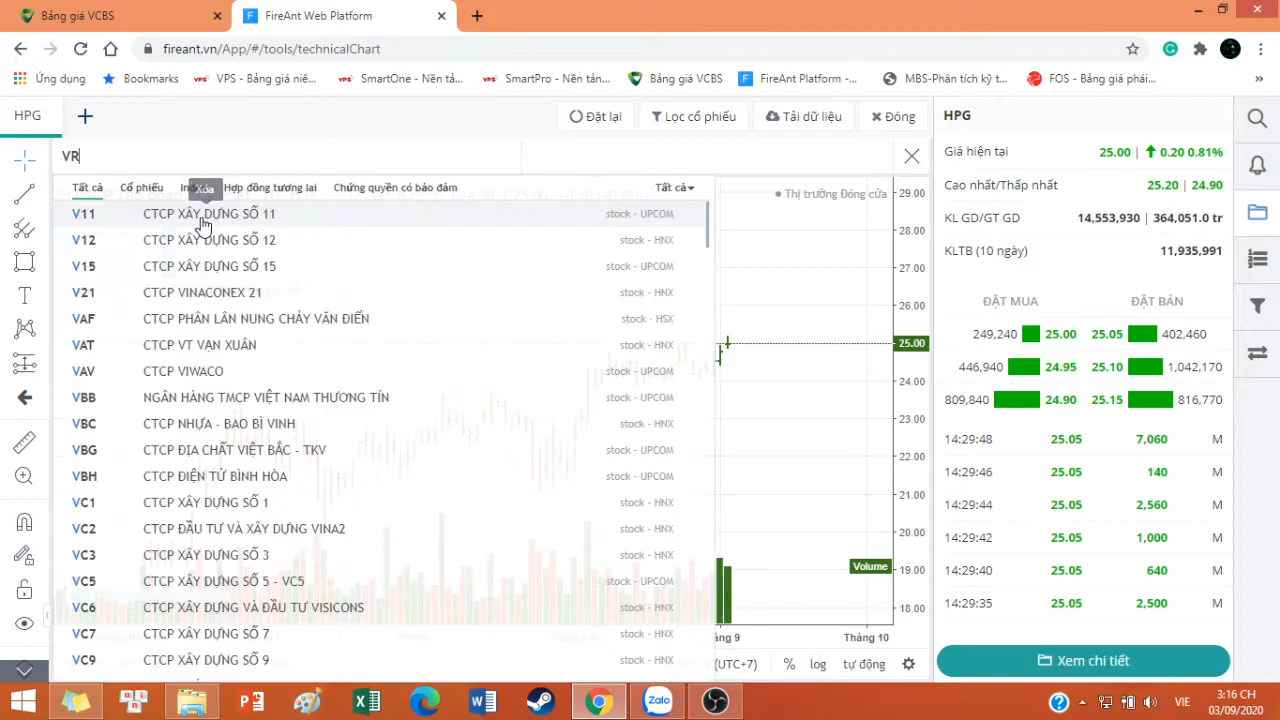 Bảng giá VCBS
FireAnt Web Platform
fireant.vn/App/#/tools/technicalChart
Ứng dụng
Bookmarks
VPS - Bảng giá niê...
SmartOne - Nền tả...
SmartPro - Nền tản...
Bảng giá VCBS
FireAnt Platform -...
MBS-Phân tích kỹ t...
FOS - Bảng giá phái...
»
HPG
Đặt lại
Lọc cổ phiếu
Tải dữ liệu
Đóng
VR
Tất cả Cổ phiếu Hợp đồng tương lai Chứng quyền có bảo đảm Tất cả
Xóa
V11 CTCP XÂY DỰNG SỐ 11 stock - UPCOM
V12 CTCP XÂY DỰNG SỐ 12 stock - HNX
V15 CTCP XÂY DỰNG SỐ 15 stock - UPCOM
V21 CTCP VINACONEX 21 stock - HNX
VAF CTCP PHÂN LÂN NUNG CHẢY VĂN ĐIỂN stock - HSX
VAT CTCP VT VẠN XUÂN stock - HNX
VAV CTCP VIWACO stock - UPCOM
VBB NGÂN HÀNG TMCP VIỆT NAM THƯƠNG TÍN stock - UPCOM
VBC CTCP NHỰA - BAO BÌ VINH stock - HNX
VBG CTCP ĐỊA CHẤT VIỆT BẮC - TKV stock - UPCOM
VBH CTCP ĐIỆN TỬ BÌNH HÒA stock - UPCOM
VC1 CTCP XÂY DỰNG SỐ 1 stock - HNX
VC2 CTCP ĐẦU TƯ VÀ XÂY DỰNG VINA2 stock - HNX
VC3 CTCP XÂY DỰNG SỐ 3 stock - HNX
VC5 CTCP XÂY DỰNG SỐ 5 - VC5 stock - UPCOM
VC6 CTCP XÂY DỰNG VÀ ĐẦU TƯ VISICONS stock - HNX
VC7 CTCP XÂY DỰNG SỐ 7 stock - HNX
VC9 CTCP XÂY DỰNG SỐ 9 stock - HNX
Thị trường Đóng cửa
29.00
28.00
27.00
26.00
25.00
24.00
23.00
22.00
21.00
20.00
Volume
19.00
18.00
Tháng 10
(UTC+7) % log tự động
HPG
Giá hiện tại 25.00 | 0.20 0.81%
Cao nhất/Thấp nhất 25.20 | 24.90
KL GD/GT GD 14,553,930 | 364,051.0 tr
KLTB (10 ngày) 11,935,991
ĐẶT MUA ĐẶT BÁN
249,240 25.00 25.05 402,460
446,940 24.95 25.10 1,042,170
809,840 24.90 25.15 816,770
14:29:48 25.05 7,060 M
14:29:46 25.05 140 M
14:29:44 25.05 2,560 M
14:29:42 25.05 1,000 M
14:29:40 25.05 640 M
14:29:35 25.05 2,500 M
Xem chi tiết
Zalo
VIE
3:16 CH
03/09/2020